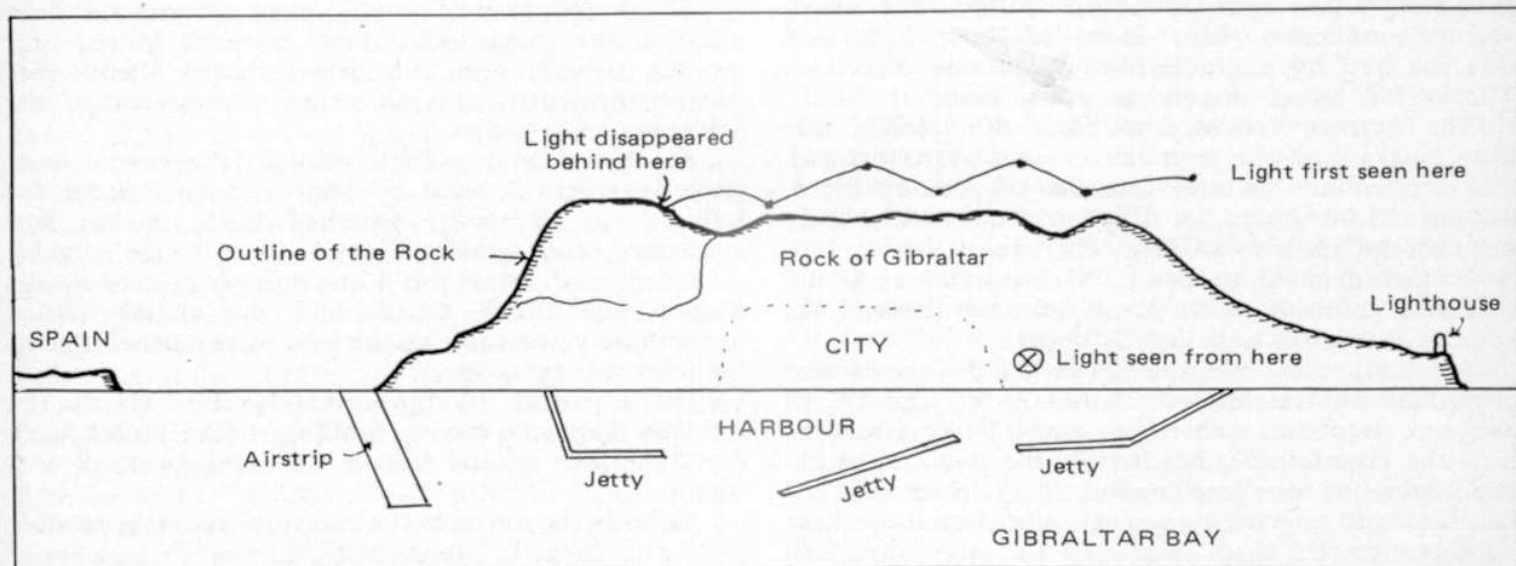 Light disappeared
behind here
Light first seen here
Outline of the Rock
Rock of Gibraltar
Lighthouse
SPAIN
CITY
Light seen from here
HARBOUR
Airstrip
Jetty
Jetty
Jetty
GIBRALTAR BAY